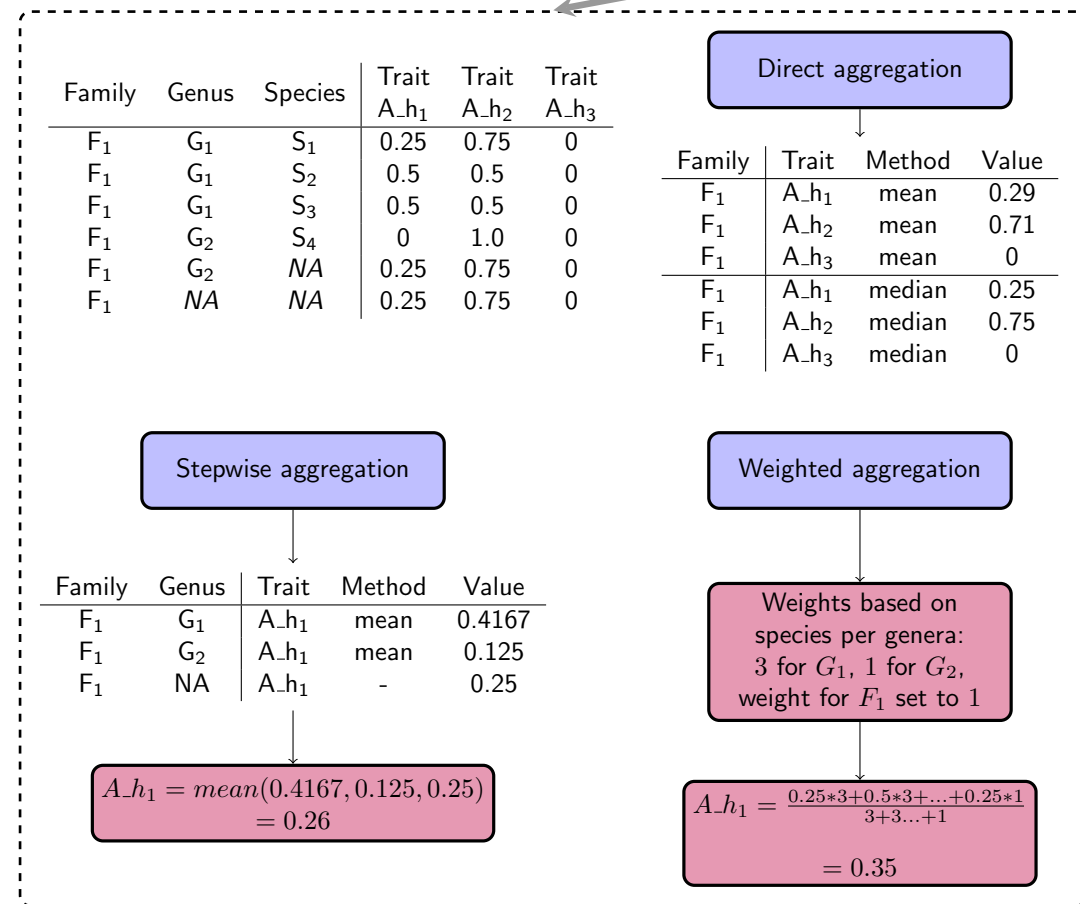 Family Genus Species Trait A_h₁ Trait A_h₂ Trait A_h₃
F₁ G₁ S₁ 0.25 0.75 0
F₁ G₁ S₂ 0.5 0.5 0
F₁ G₁ S₃ 0.5 0.5 0
F₁ G₂ S₄ 0 1.0 0
F₁ G₂ NA 0.25 0.75 0
F₁ NA NA 0.25 0.75 0
Direct aggregation
Family Trait Method Value
F₁ A_h₁ mean 0.29
F₁ A_h₂ mean 0.71
F₁ A_h₃ mean 0
F₁ A_h₁ median 0.25
F₁ A_h₂ median 0.75
F₁ A_h₃ median 0
Stepwise aggregation
Family Genus Trait Method Value
F₁ G₁ A_h₁ mean 0.4167
F₁ G₂ A_h₁ mean 0.125
F₁ NA A_h₁ - 0.25
A_h₁ = mean(0.4167, 0.125, 0.25)
= 0.26
Weighted aggregation
Weights based on
species per genera:
3 for G₁, 1 for G₂,
weight for F₁ set to 1
A_h₁ = 0.25*3+0.5*3+...+0.25*1
3+3...+1
= 0.35